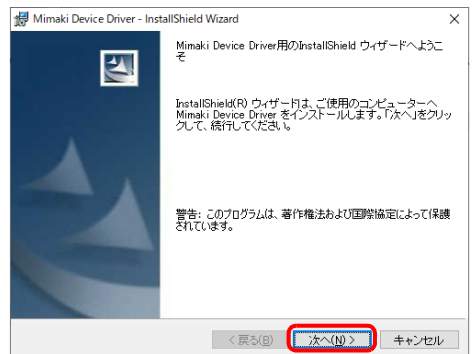 Mimaki Device Driver - InstallShield Wizard
Mimaki Device Driver用のInstallShield ウィザードへようこ
そ
InstallShield(R) ウィザードは、ご使用のコンピューターへ
Mimaki Device Driver をインストールします。「次へ」をクリッ
クして、続行してください。
警告: このプログラムは、著作権法および国際協定によって保護
されています。
< 戻る(B)
次へ(N) >
キャンセル